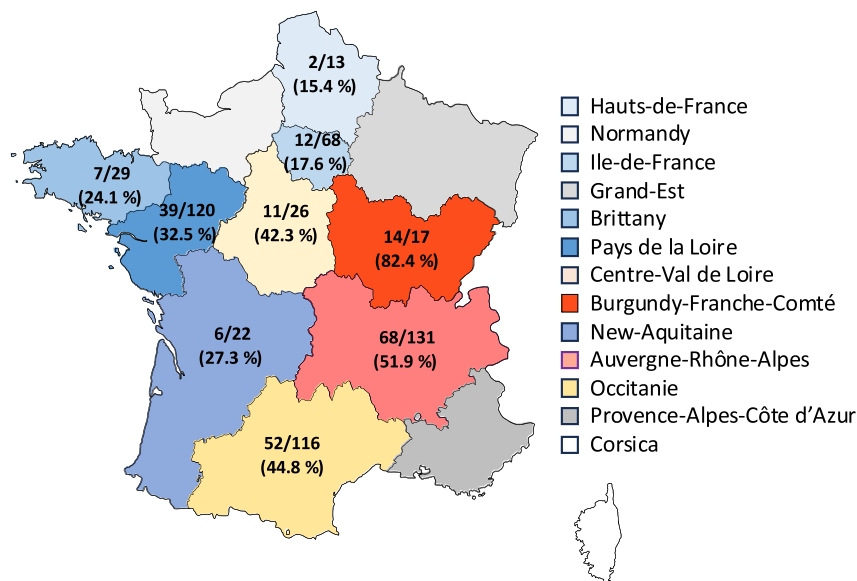 2/13
(15.4 %)
12/68
(17.6 %)
7/29
(24.1 %)
39/120
(32.5 %)
11/26
(42.3 %)
14/17
(82.4 %)
6/22
(27.3 %)
68/131
(51.9 %)
52/116
(44.8 %)
Hauts-de-France
Normandy
Ile-de-France
Grand-Est
Brittany
Pays de la Loire
Centre-Val de Loire
Burgundy-Franche-Comté
New-Aquitaine
Auvergne-Rhône-Alpes
Occitanie
Provence-Alpes-Côte d’Azur
Corsica